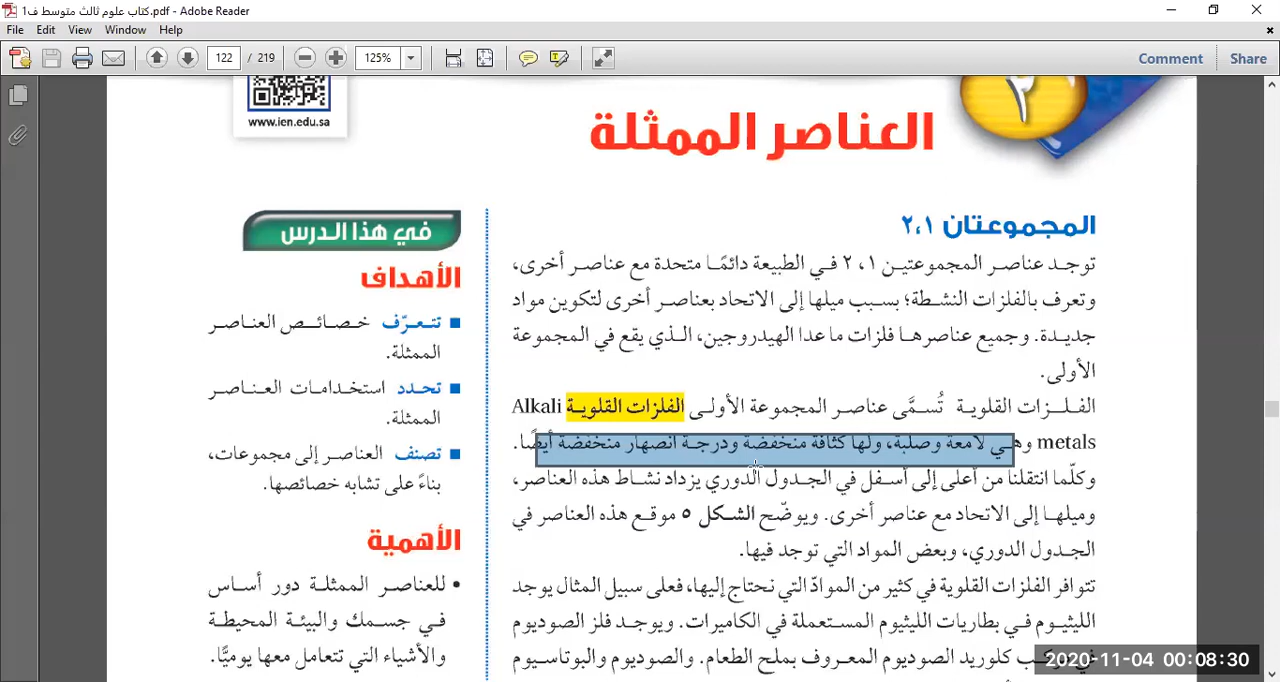 كتاب علوم ثالث متوسط ف1.pdf - Adobe Reader
File Edit View Window Help
122 / 219 125% Comment Share
www.ien.edu.sa
٢
العناصر الممثلة
المجموعتان ١، ٢
توجد عناصر المجموعتين ١، ٢ في الطبيعة دائمًا متحدة مع عناصر أخرى،
وتعرف بالفلزات النشطة؛ بسبب ميلها إلى الاتحاد بعناصر أخرى لتكوين مواد
جديدة. وجميع عناصرها فلزات ما عدا الهيدروجين، الذي يقع في المجموعة
الأولى.
الفلزات القلوية تُسمَّى عناصر المجموعة الأولى الفلزات القلوية Alkali
metals وهي لامعة وصلبة، ولها كثافة منخفضة ودرجة انصهار منخفضة أيضًا.
وكلّما انتقلنا من أعلى إلى أسفل في الجدول الدوري يزداد نشاط هذه العناصر،
وميلها إلى الاتحاد مع عناصر أخرى. ويوضّح الشكل ٥ موقع هذه العناصر في
الجدول الدوري، وبعض المواد التي توجد فيها.
تتوافر الفلزات القلوية في كثير من الموادّ التي نحتاج إليها، فعلى سبيل المثال يوجد
الليثيوم في بطاريات الليثيوم المستعملة في الكاميرات. ويوجد فلز الصوديوم
في مركب كلوريد الصوديوم المعروف بملح الطعام. والصوديوم والبوتاسيوم
في هذا الدرس
الأهداف
تتعرّف خصائص العناصر
الممثلة.
تحدد استخدامات العناصر
الممثلة.
تصنف العناصر إلى مجموعات،
بناءً على تشابه خصائصها.
الأهمية
• للعناصر الممثلة دور أساس
في جسمك والبيئة المحيطة
والأشياء التي تتعامل معها يوميًّا.
2020-11-04 00:08:30